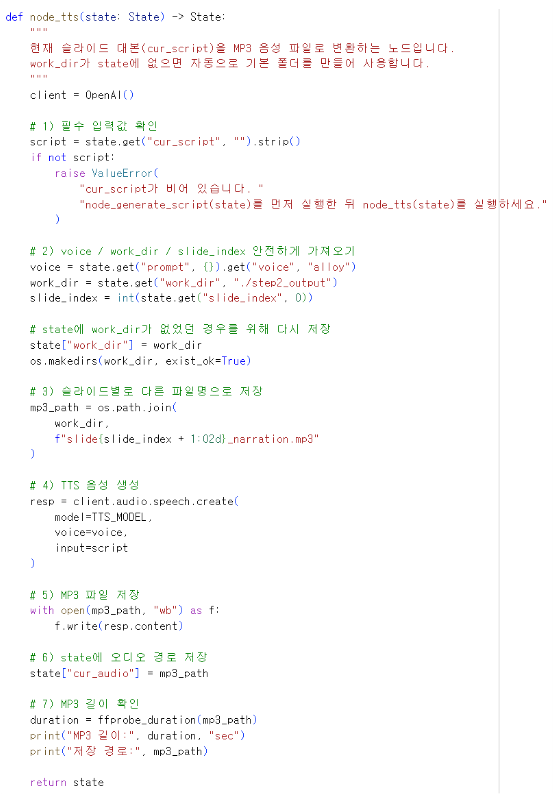 def node_tts(state: State) -> State:
    """
    현재 슬라이드 대본(cur_script)을 MP3 음성 파일로 변환하는 노드입니다.
    work_dir가 state에 없으면 자동으로 기본 폴더를 만들어 사용합니다.
    """
    client = OpenAI()

    # 1) 필수 입력값 확인
    script = state.get("cur_script", "").strip()
    if not script:
        raise ValueError(
            "cur_script가 비어 있습니다. "
            "node_generate_script(state)를 먼저 실행한 뒤 node_tts(state)를 실행하세요."
        )

    # 2) voice / work_dir / slide_index 안전하게 가져오기
    voice = state.get("prompt", {}).get("voice", "alloy")
    work_dir = state.get("work_dir", "./step2_output")
    slide_index = int(state.get("slide_index", 0))

    # state에 work_dir가 없었던 경우를 위해 다시 저장
    state["work_dir"] = work_dir
    os.makedirs(work_dir, exist_ok=True)

    # 3) 슬라이드별로 다른 파일명으로 저장
    mp3_path = os.path.join(
        work_dir,
        f"slide{slide_index + 1:02d}_narration.mp3"
    )

    # 4) TTS 음성 생성
    resp = client.audio.speech.create(
        model=TTS_MODEL,
        voice=voice,
        input=script
    )

    # 5) MP3 파일 저장
    with open(mp3_path, "wb") as f:
        f.write(resp.content)

    # 6) state에 오디오 경로 저장
    state["cur_audio"] = mp3_path

    # 7) MP3 길이 확인
    duration = ffprobe_duration(mp3_path)
    print("MP3 길이:", duration, "sec")
    print("저장 경로:", mp3_path)

    return state